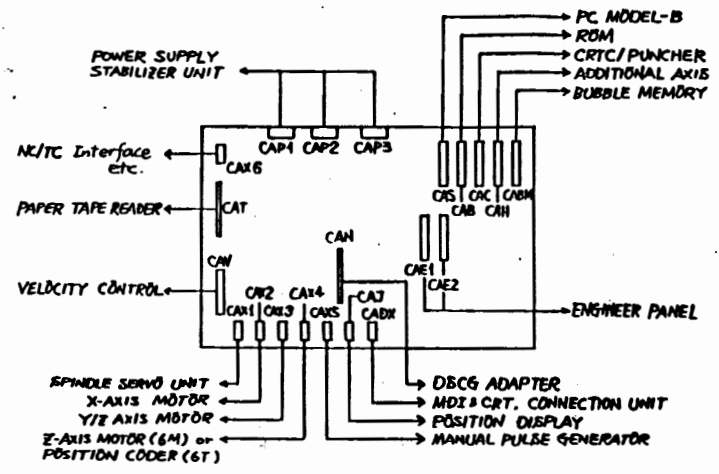 PC MODEL-B
ROM
CRTC/PUNCHER
ADDITIONAL AXIS
BUBBLE MEMORY
POWER SUPPLY
STABILIZER UNIT
CAP1 CAP2 CAP3
NC/TC Interface
etc.
CAX6
CAS CAC CABM
CAB CAH
PAPER TAPE READER
CAT
CAN
CAV
CAE1
CAE2
VELOCITY CONTROL
CAX2 CAX4 CAJ
CAX1 CAX3 CAX5 CADX
ENGINEER PANEL
SPINDLE SERVO UNIT
X-AXIS MOTOR
Y/Z AXIS MOTOR
Z-AXIS MOTOR (6M) or
POSITION CODER (6T)
DSCG ADAPTER
MDI & CRT. CONNECTION UNIT
POSITION DISPLAY
MANUAL PULSE GENERATOR